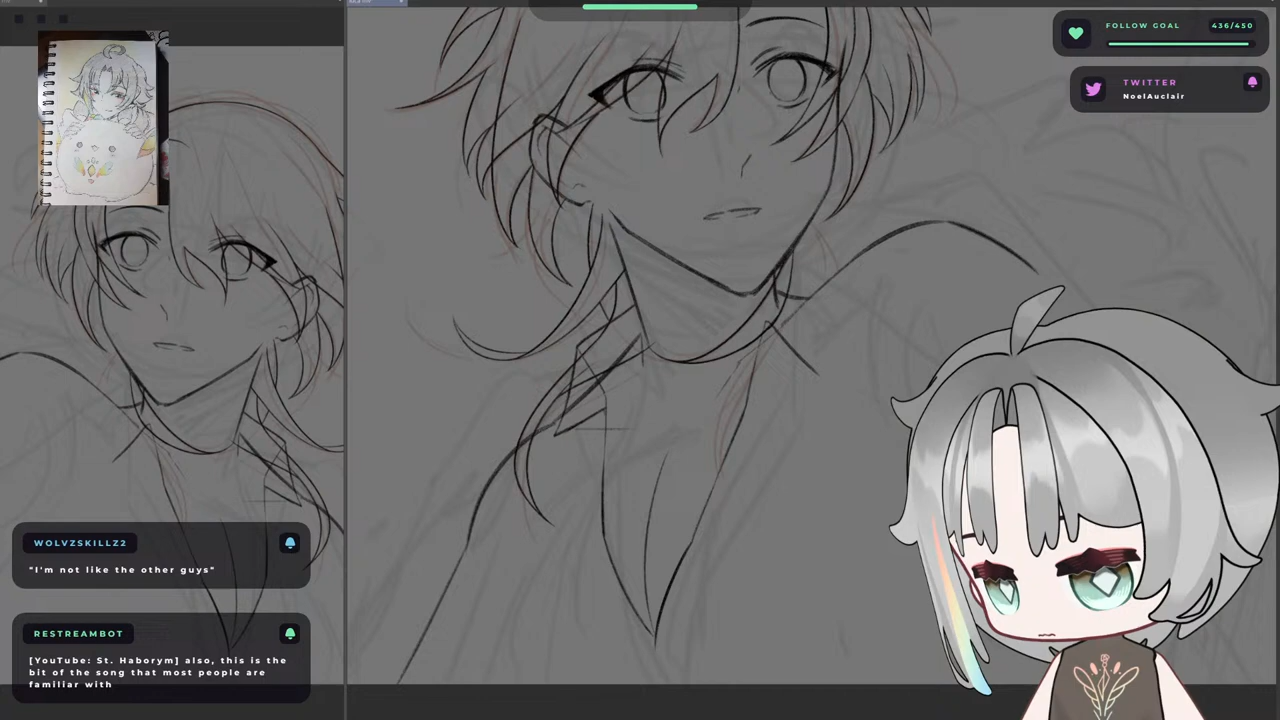 FOLLOW GOAL 436/450
TWITTER
NoelAuclair
WOLVZSKILLZ2
"I'm not like the other guys"
RESTREAMBOT
[YouTube: St. Haborym] also, this is the
bit of the song that most people are
familiar with